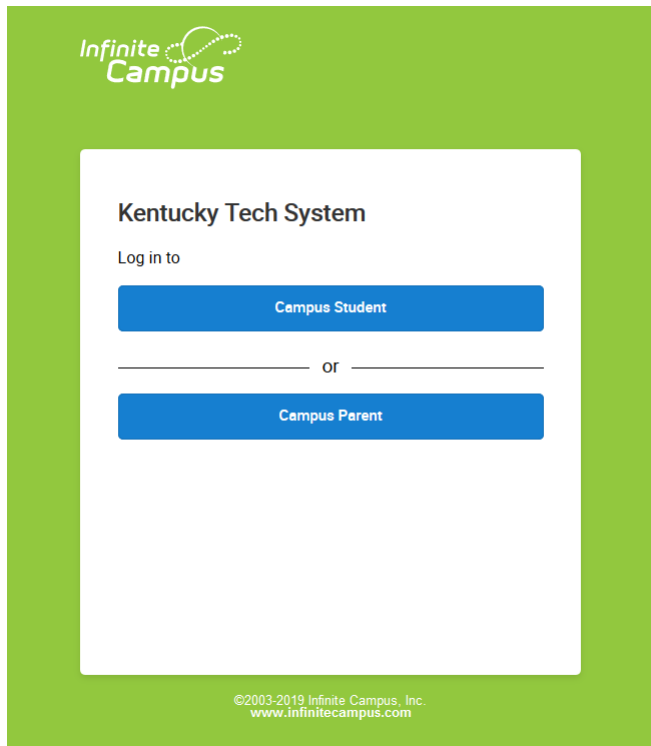 Infinite
Campus
Kentucky Tech System
Log in to
Campus Student
or
Campus Parent
©2003-2019 Infinite Campus, Inc.
www.infinitecampus.com